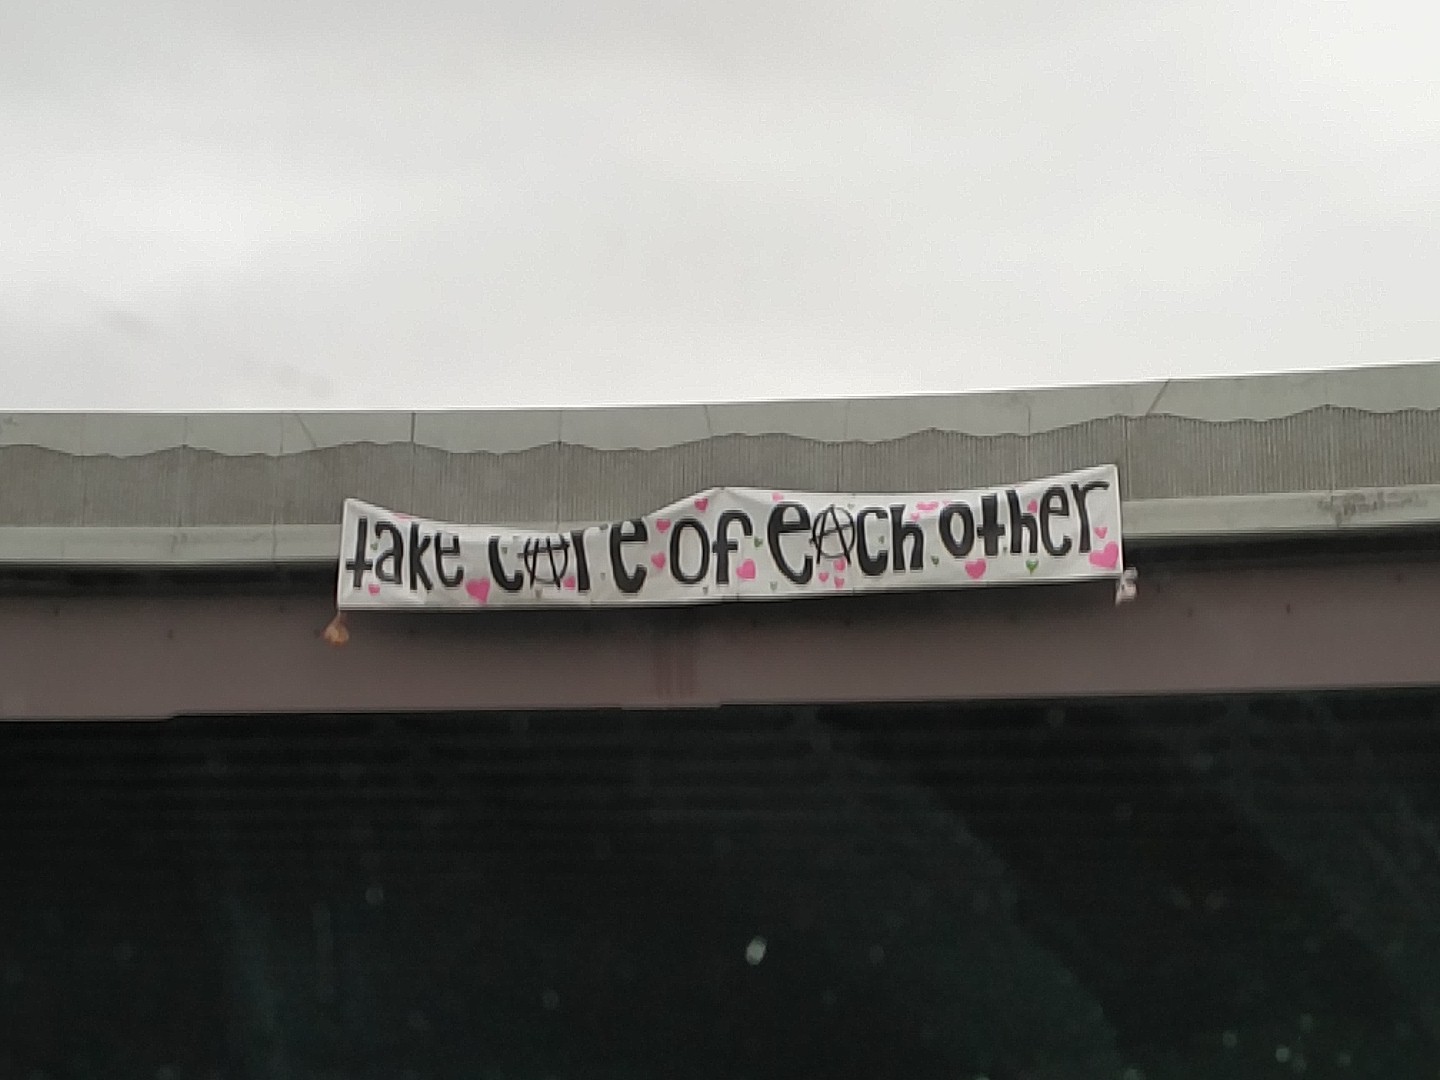 take care of each other